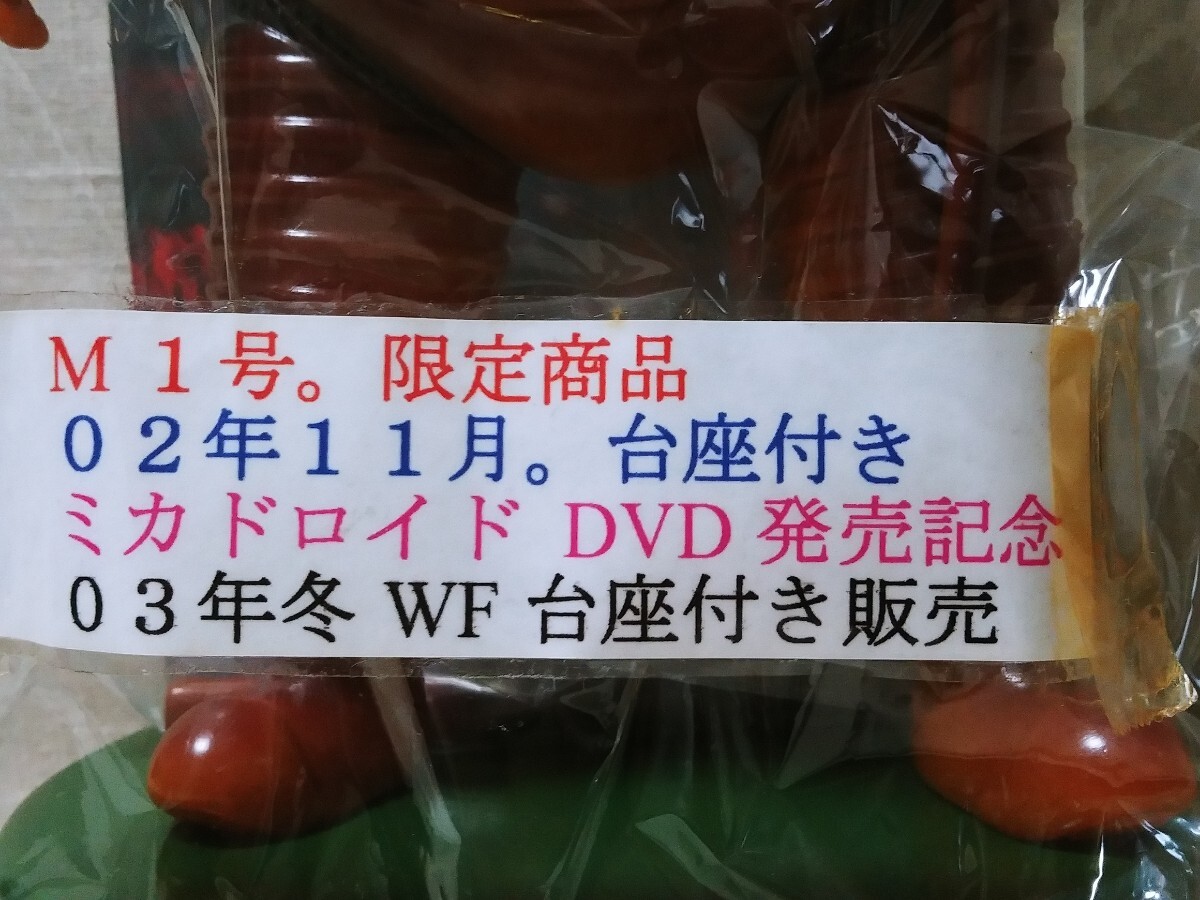 M１号。限定商品
０２年１１月。台座付き
ミカドロイド DVD 発売記念
０３年冬 WF 台座付き販売